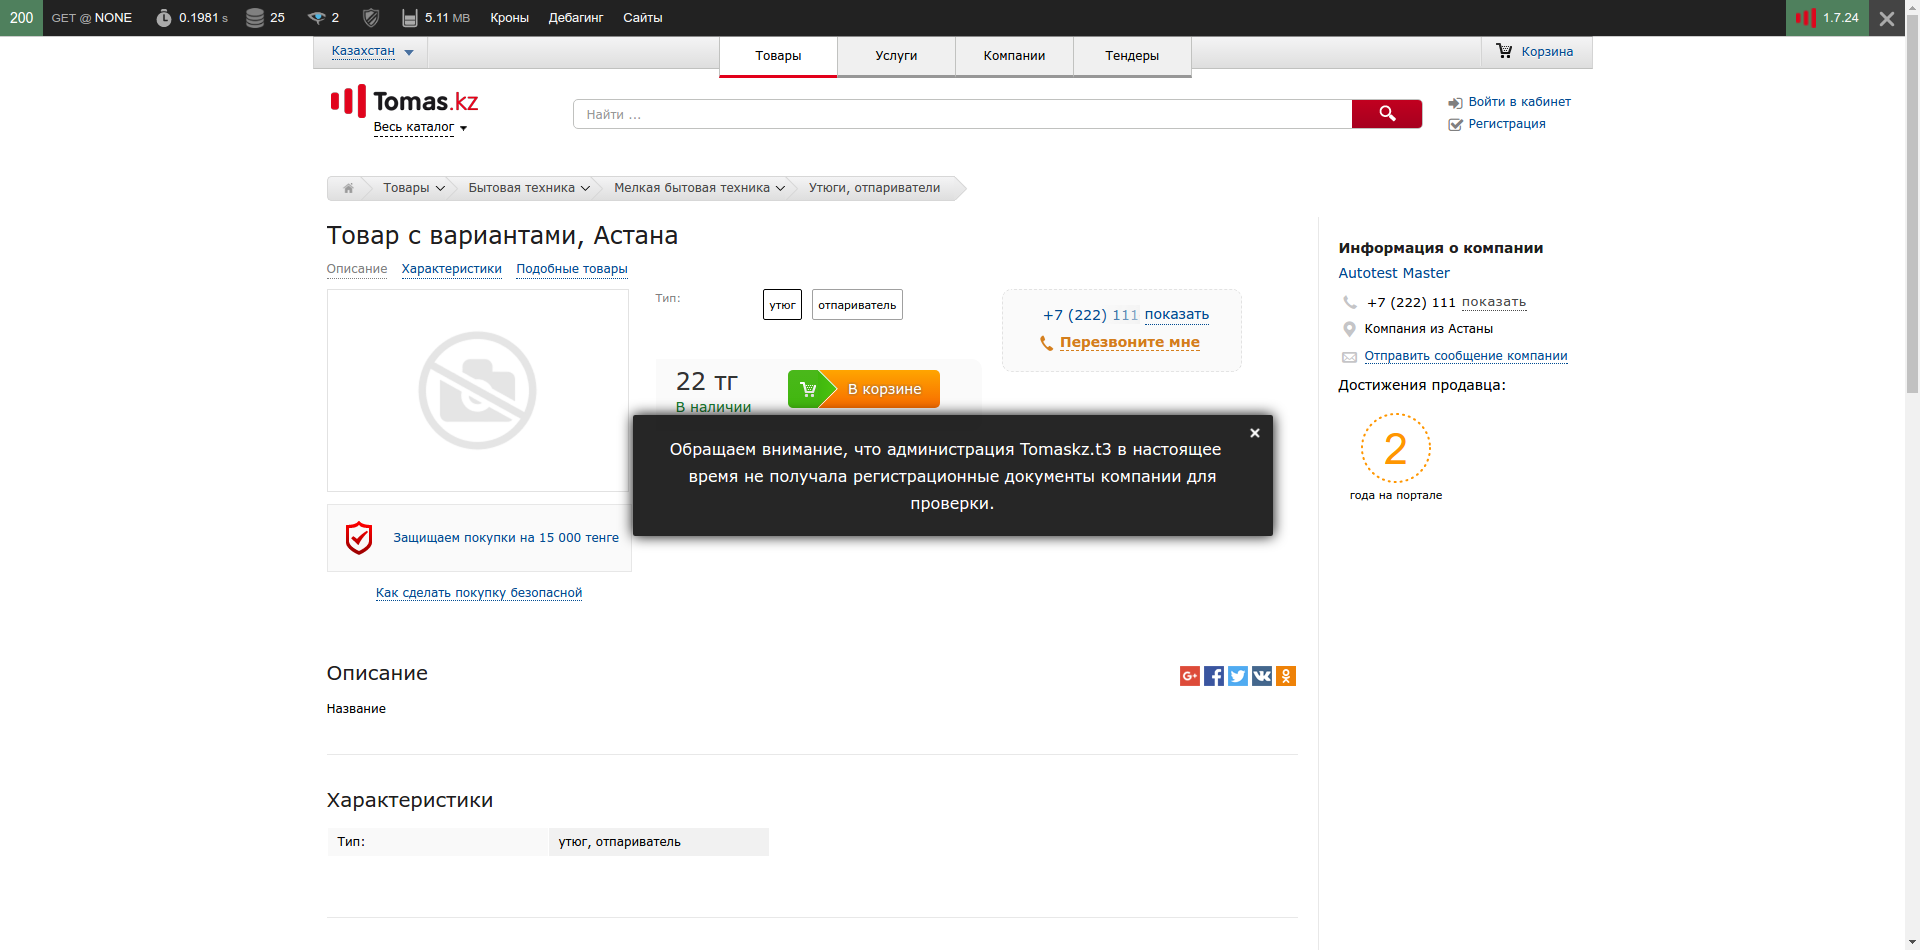 200 GET @ NONE 0.1981 s 25 2 5.11 MB Кроны Дебагинг Сайты 1.7.24
Казахстан Товары Услуги Компании Тендеры Корзина
Tomas.kz
Весь каталог
Найти ...
Войти в кабинет
Регистрация
Товары Бытовая техника Мелкая бытовая техника Утюги, отпариватели
Товар с вариантами, Астана
Описание Характеристики Подобные товары
Тип: утюг отпариватель
22 тг
В наличии
В корзине
+7 (222) 111 показать
Перезвоните мне
Обращаем внимание, что администрация Tomaskz.t3 в настоящее
время не получала регистрационные документы компании для
проверки.
Защищаем покупки на 15 000 тенге
Как сделать покупку безопасной
Информация о компании
Autotest Master
+7 (222) 111 показать
Компания из Астаны
Отправить сообщение компании
Достижения продавца:
2
года на портале
Описание
Название
Характеристики
Тип: утюг, отпариватель